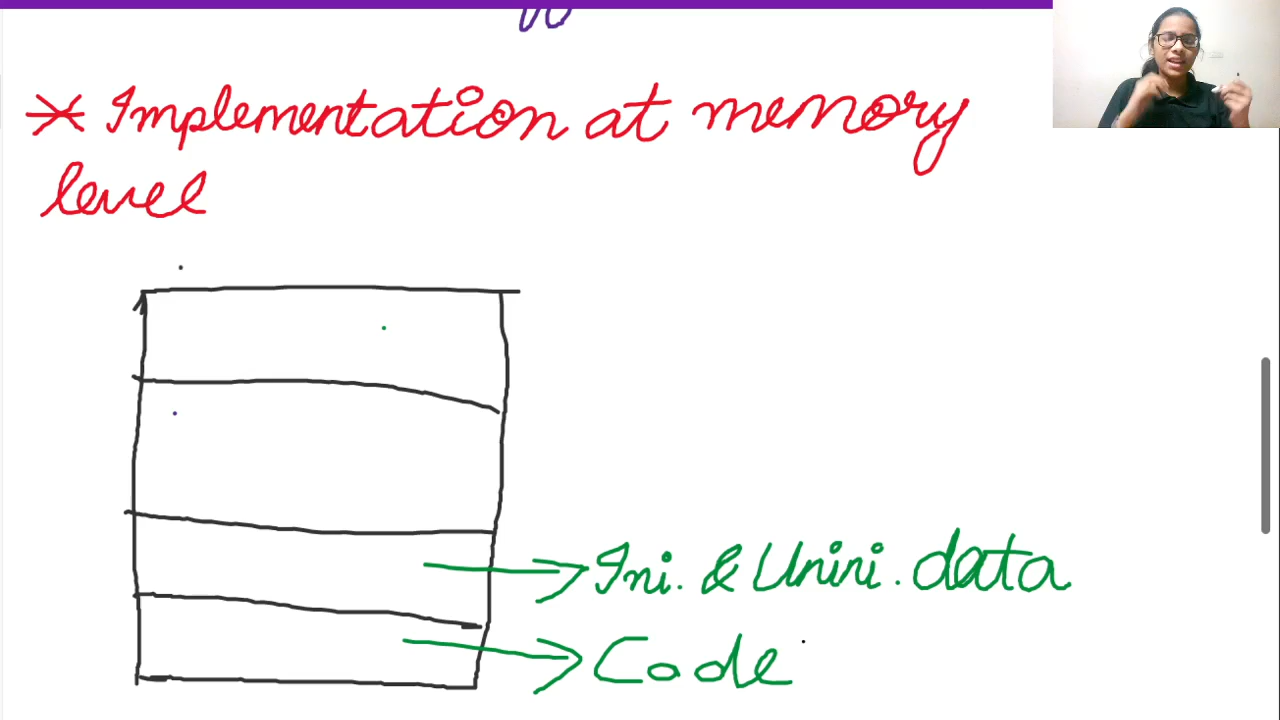 * Implementation at memory
level
Ini. & Unini. data
Code